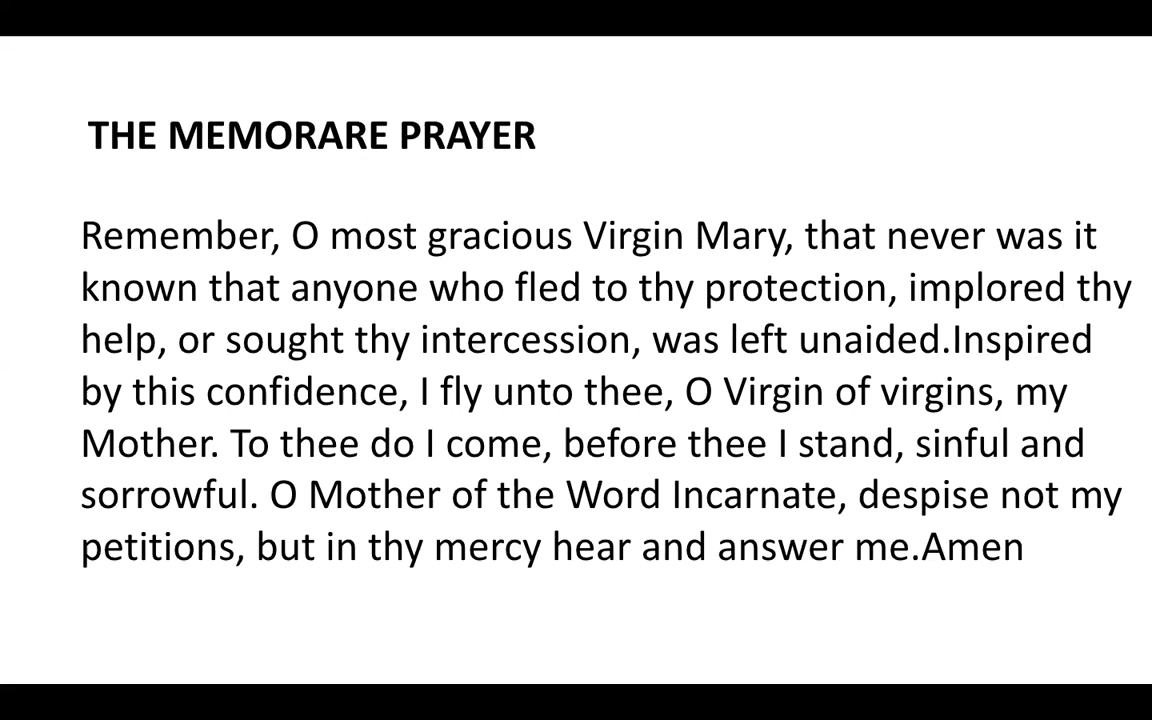 THE MEMORARE PRAYER
Remember, O most gracious Virgin Mary, that never was it
known that anyone who fled to thy protection, implored thy
help, or sought thy intercession, was left unaided.Inspired
by this confidence, I fly unto thee, O Virgin of virgins, my
Mother. To thee do I come, before thee I stand, sinful and
sorrowful. O Mother of the Word Incarnate, despise not my
petitions, but in thy mercy hear and answer me.Amen